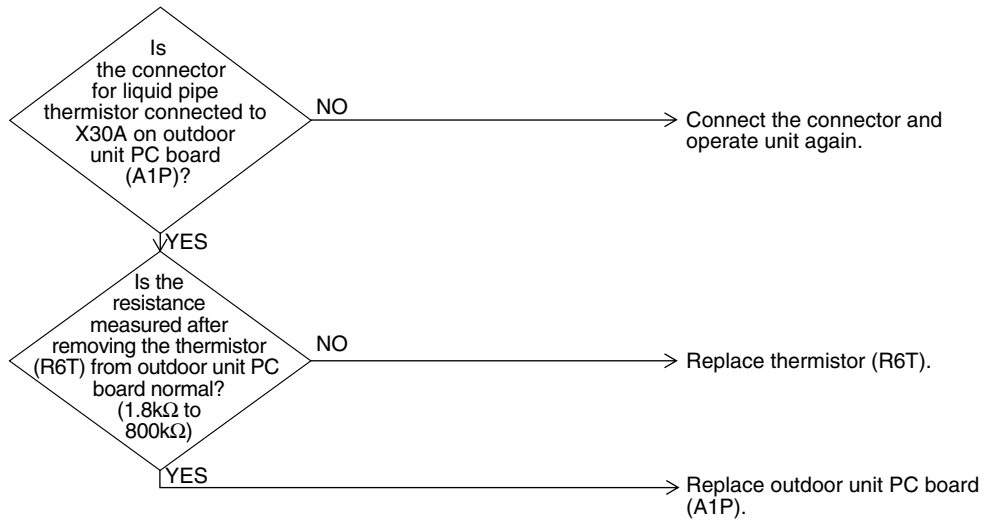 Is
the connector
for liquid pipe
thermistor connected to
X30A on outdoor
unit PC board
(A1P)?
NO
Connect the connector and
operate unit again.
YES
Is the
resistance
measured after
removing the thermistor
(R6T) from outdoor unit PC
board normal?
(1.8kΩ to
800kΩ)
NO
Replace thermistor (R6T).
YES
Replace outdoor unit PC board
(A1P).